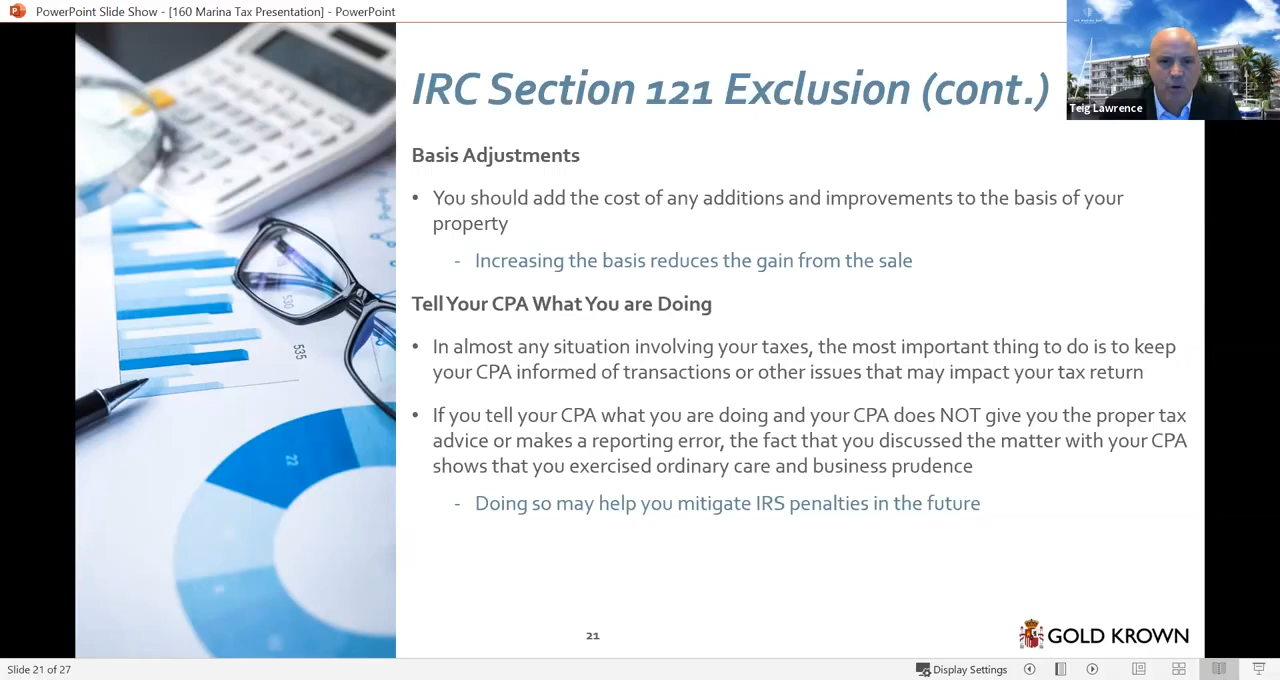 PowerPoint Slide Show - [160 Marina Tax Presentation] - PowerPoint
Teig Lawrence
IRC Section 121 Exclusion (cont.)
Basis Adjustments
• You should add the cost of any additions and improvements to the basis of your
property
- Increasing the basis reduces the gain from the sale
Tell Your CPA What You are Doing
• In almost any situation involving your taxes, the most important thing to do is to keep
your CPA informed of transactions or other issues that may impact your tax return
• If you tell your CPA what you are doing and your CPA does NOT give you the proper tax
advice or makes a reporting error, the fact that you discussed the matter with your CPA
shows that you exercised ordinary care and business prudence
- Doing so may help you mitigate IRS penalties in the future
530
535
22
21
GOLD KROWN
Slide 21 of 27
Display Settings